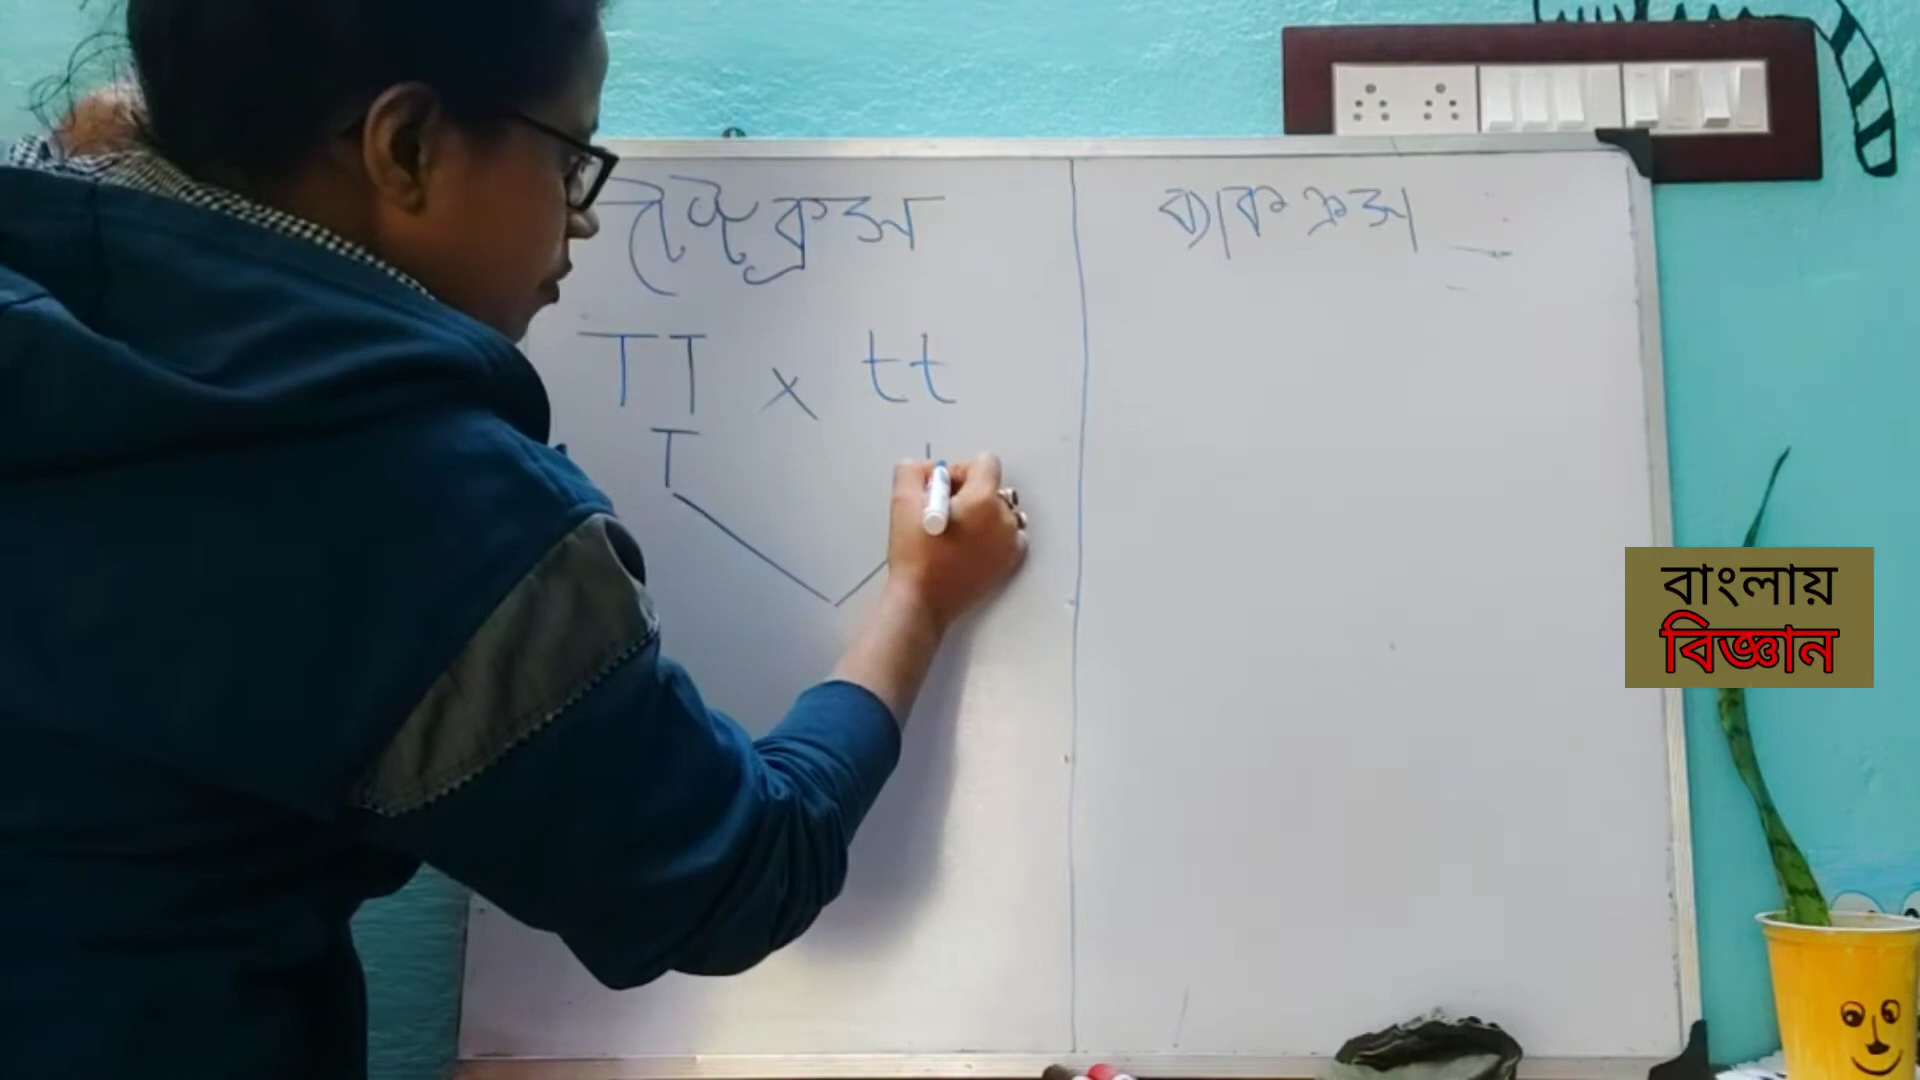 ক্রস
ব্যাক ক্রস
TT x tt
T
বাংলায়
বিজ্ঞান